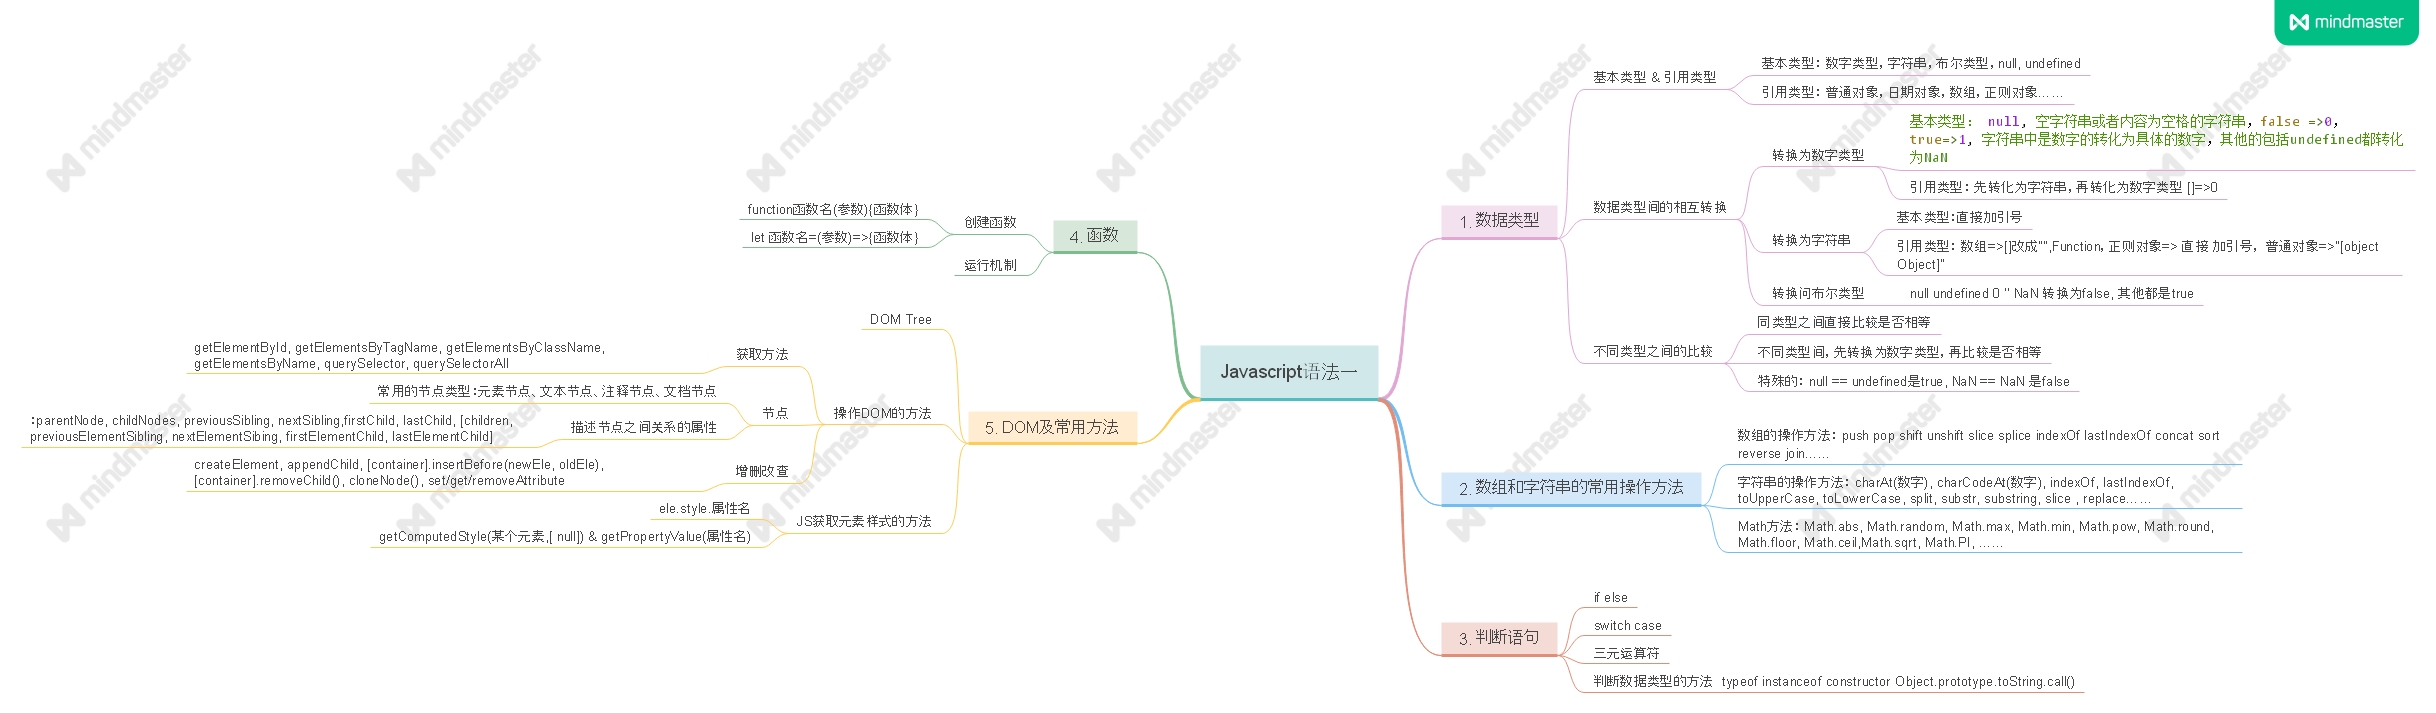 mindmaster
Javascript语法一
1. 数据类型
基本类型 & 引用类型
基本类型：数字类型，字符串，布尔类型，null, undefined
引用类型：普通对象，日期对象，数组，正则对象……
数据类型间的相互转换
转换为数字类型
基本类型： null, 空字符串或者内容为空格的字符串，false =>0,
true=>1, 字符串中是数字的转化为具体的数字，其他的包括undefined都转化
为NaN
引用类型：先转化为字符串，再转化为数字类型 []=>0
转换为字符串
基本类型:直接加引号
引用类型：数组=>[]改成"",Function，正则对象=> 直接 加引号，普通对象=>"[object
Object]"
转换问布尔类型
null undefined 0 '' NaN 转换为false, 其他都是true
不同类型之间的比较
同类型之间直接比较是否相等
不同类型间，先转换为数字类型，再比较是否相等
特殊的：null == undefined是true, NaN == NaN 是false
2. 数组和字符串的常用操作方法
数组的操作方法：push pop shift unshift slice splice indexOf lastIndexOf concat sort
reverse join……
字符串的操作方法：charAt(数字), charCodeAt(数字), indexOf, lastIndexOf,
toUpperCase, toLowerCase, split, substr, substring, slice , replace……
Math方法：Math.abs, Math.random, Math.max, Math.min, Math.pow, Math.round,
Math.floor, Math.ceil,Math.sqrt, Math.PI, ……
3. 判断语句
if else
switch case
三元运算符
判断数据类型的方法 typeof instanceof constructor Object.prototype.toString.call()
4. 函数
创建函数
function函数名(参数){函数体}
let 函数名=(参数)=>{函数体}
运行机制
5. DOM及常用方法
DOM Tree
操作DOM的方法
获取方法
getElementById, getElementsByTagName, getElementsByClassName,
getElementsByName, querySelector, querySelectorAll
节点
常用的节点类型:元素节点、文本节点、注释节点、文档节点
描述节点之间关系的属性
:parentNode, childNodes, previousSibling, nextSibling,firstChild, lastChild, [children,
previousElementSibling, nextElementSibing, firstElementChild, lastElementChild]
增删改查
createElement, appendChild, [container].insertBefore(newEle, oldEle),
[container].removeChild(), cloneNode(), set/get/removeAttribute
JS获取元素样式的方法
ele.style.属性名
getComputedStyle(某个元素,[ null]) & getPropertyValue(属性名)
mindmaster
mindmaster
mindmaster
mindmaster
mindmaster
mindmaster
mindmaster
mindmaster
mindmaster
mindmaster
mindmaster
mindmaster
mindmaster
mindmaster